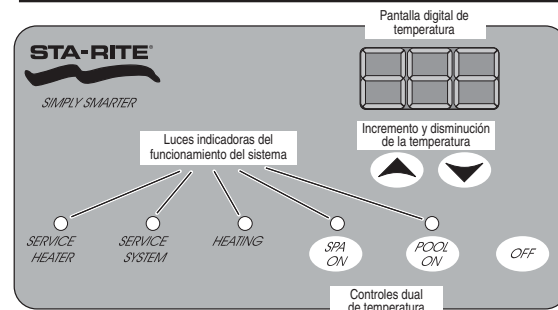 Pantalla digital de
temperatura
STA-RITE®
SIMPLY SMARTER
Incremento y disminución
de la temperatura
Luces indicadoras del
funcionamiento del sistema
SERVICE
HEATER
SERVICE
SYSTEM
HEATING
SPA
ON
POOL
ON
OFF
Controles dual
de temperatura